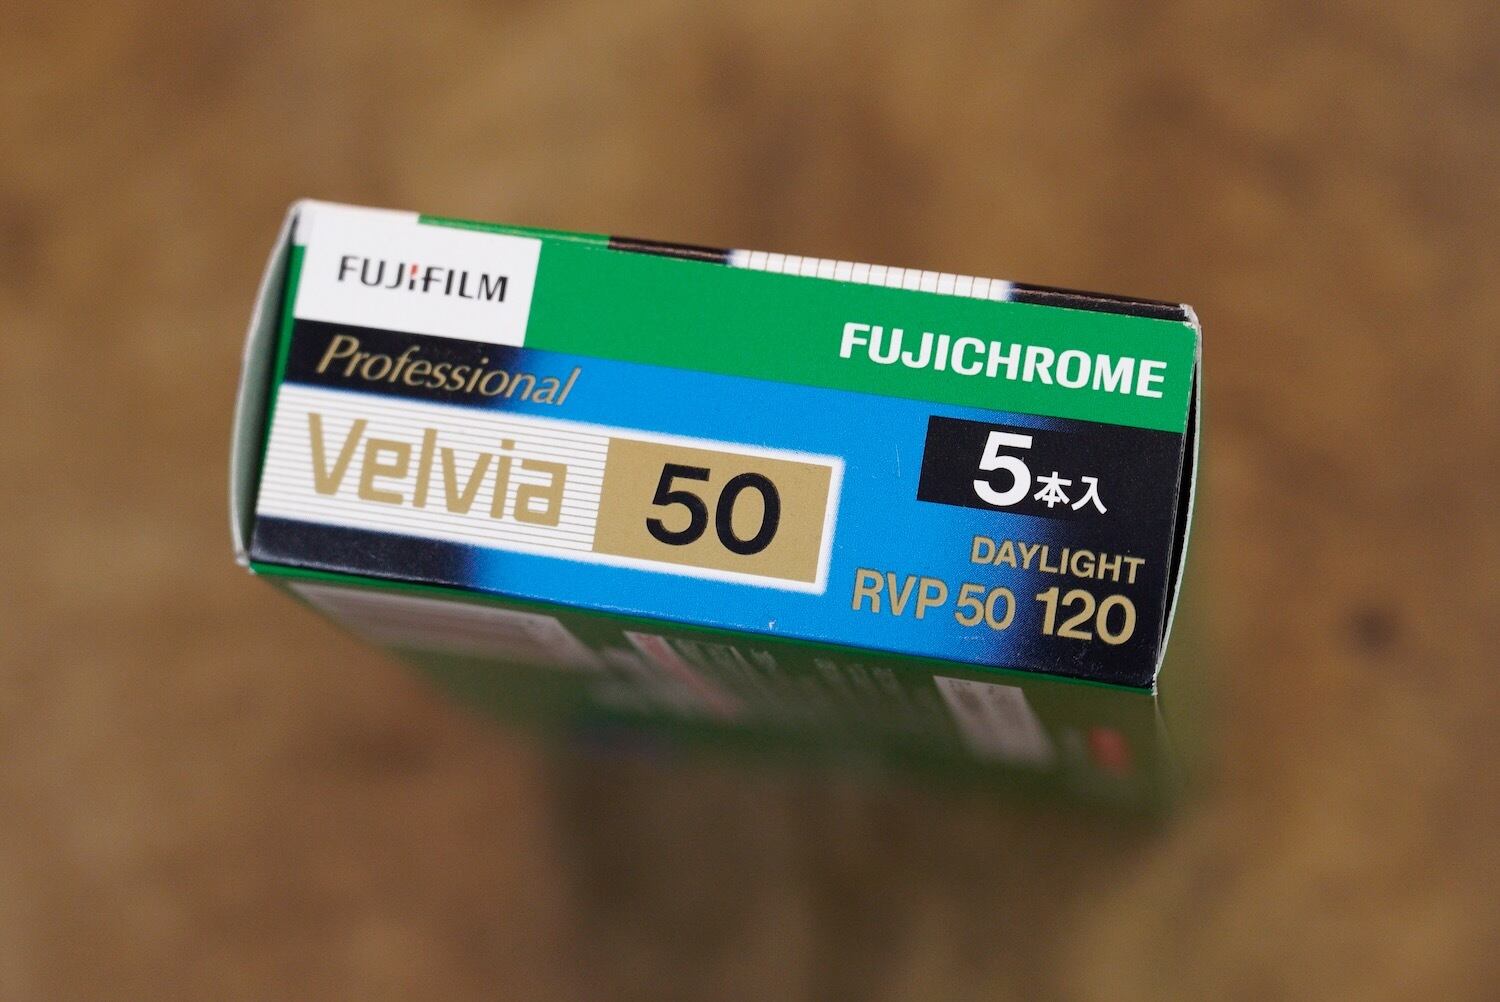 FUJIFILM
FUJICHROME
Professional
Velvia 50
5本入
DAYLIGHT
RVP 50 120